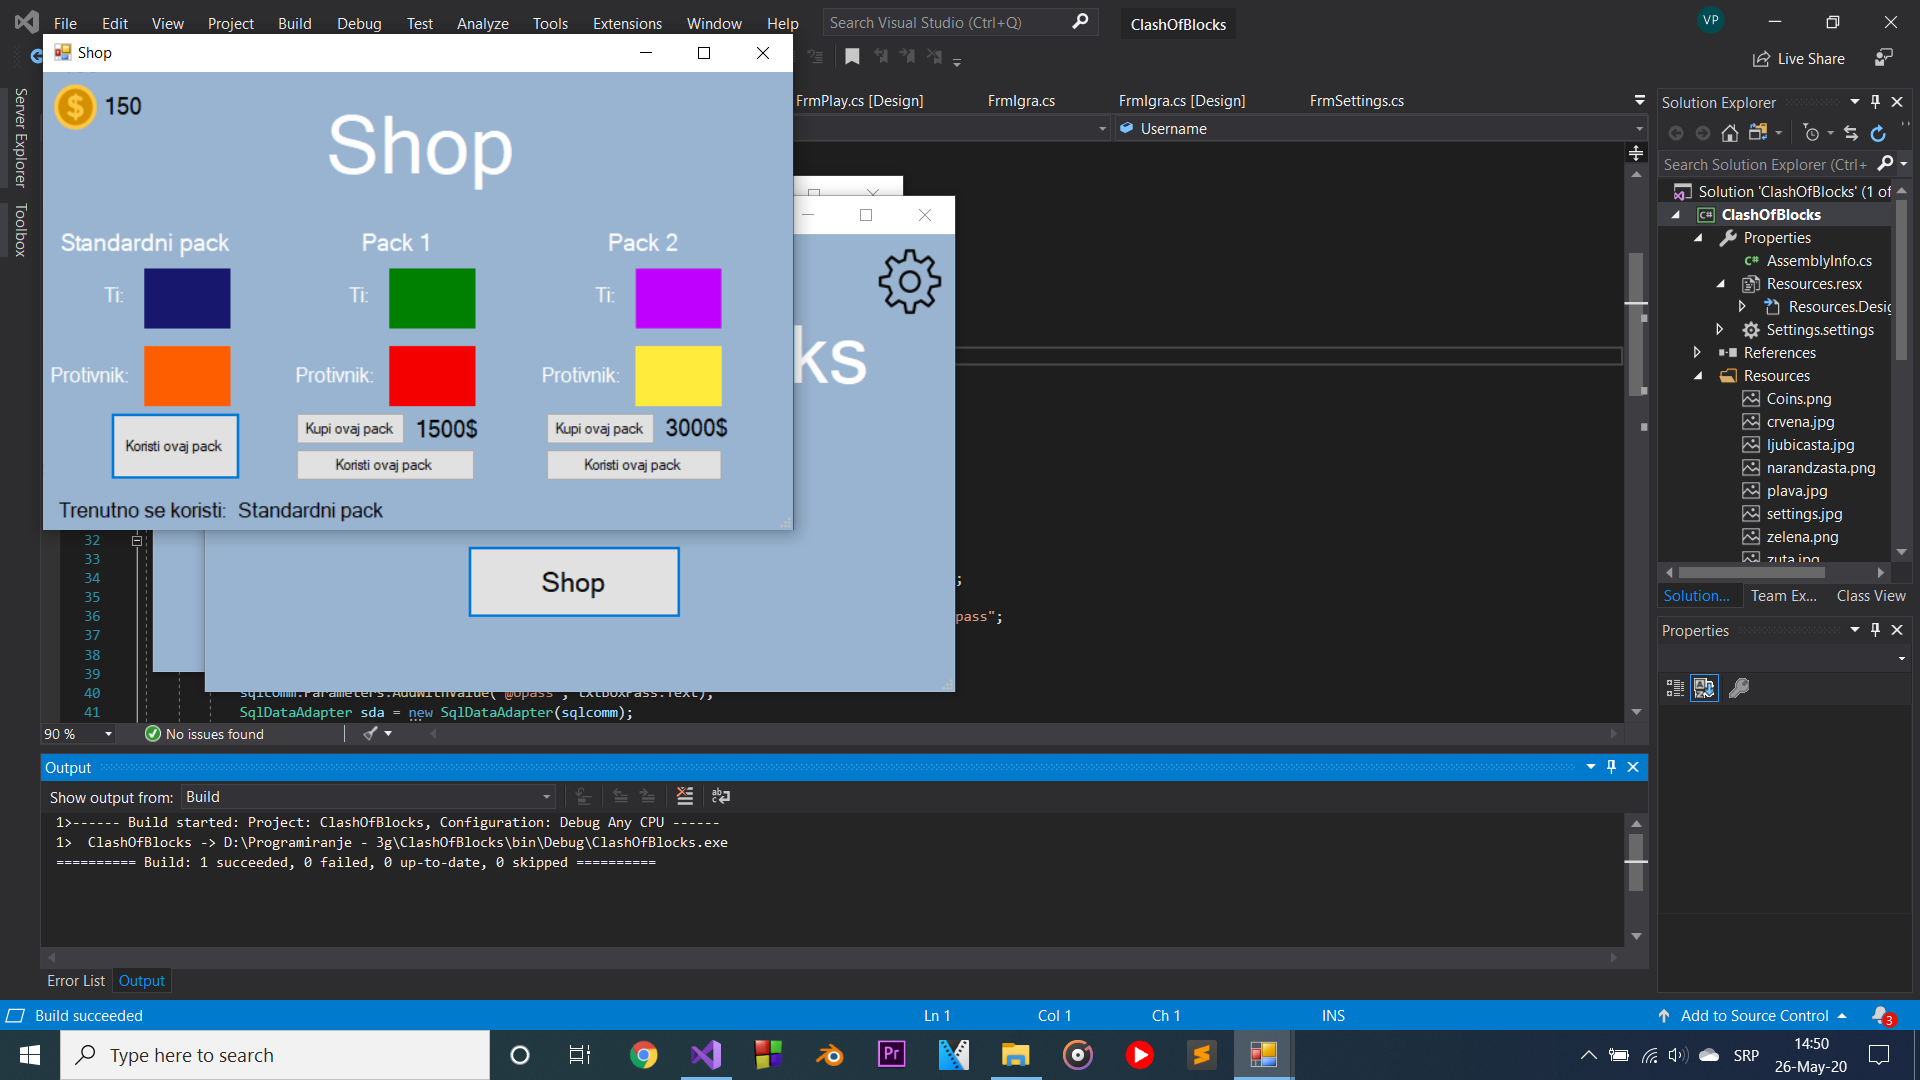 File Edit View Project Build Debug Test Analyze Tools Extensions Window Help
Search Visual Studio (Ctrl+Q)
ClashOfBlocks
VP
Live Share
Shop
150
Shop
Standardni pack
Pack 1
Pack 2
Ti:
Ti:
Ti:
Protivnik:
Protivnik:
Protivnik:
Koristi ovaj pack
Kupi ovaj pack 1500$
Koristi ovaj pack
Kupi ovaj pack 3000$
Koristi ovaj pack
Trenutno se koristi: Standardni pack
ks
Shop
Server Explorer
Toolbox
FrmPlay.cs [Design] FrmIgra.cs FrmIgra.cs [Design] FrmSettings.cs
Username
32
33
34 ;
35
36 pass";
37
38
39
40 sqlcomm.Parameters.AddWithValue("@upass", txtBoxPass.Text);
41 SqlDataAdapter sda = new SqlDataAdapter(sqlcomm);
90 % No issues found
Output
Show output from: Build
1>------ Build started: Project: ClashOfBlocks, Configuration: Debug Any CPU ------
1> ClashOfBlocks -> D:\Programiranje - 3g\ClashOfBlocks\bin\Debug\ClashOfBlocks.exe
========== Build: 1 succeeded, 0 failed, 0 up-to-date, 0 skipped ==========
Error List Output
Solution Explorer
Search Solution Explorer (Ctrl+
Solution 'ClashOfBlocks' (1 of
C# ClashOfBlocks
Properties
C# AssemblyInfo.cs
Resources.resx
Resources.Desig
Settings.settings
References
Resources
Coins.png
crvena.jpg
ljubicasta.jpg
narandzasta.png
plava.jpg
settings.jpg
zelena.png
zuta.jpg
Solution... Team Ex... Class View
Properties
Build succeeded
Ln 1 Col 1 Ch 1 INS
Add to Source Control
3
Type here to search
Pr
SRP
14:50
26-May-20